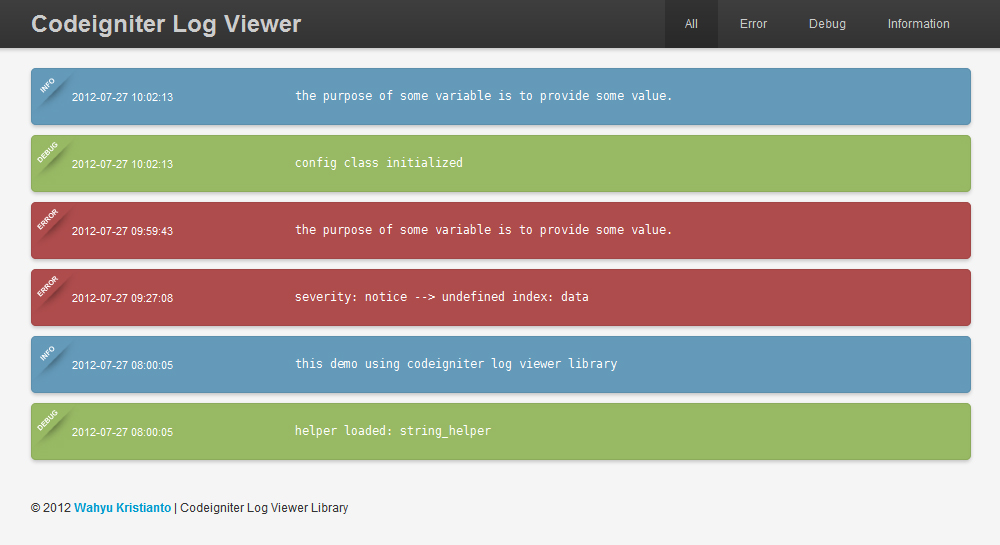 Codeigniter Log Viewer All Error Debug Information
INFO 2012-07-27 10:02:13 the purpose of some variable is to provide some value.
DEBUG 2012-07-27 10:02:13 config class initialized
ERROR 2012-07-27 09:59:43 the purpose of some variable is to provide some value.
ERROR 2012-07-27 09:27:08 severity: notice --> undefined index: data
INFO 2012-07-27 08:00:05 this demo using codeigniter log viewer library
DEBUG 2012-07-27 08:00:05 helper loaded: string_helper
© 2012 Wahyu Kristianto | Codeigniter Log Viewer Library